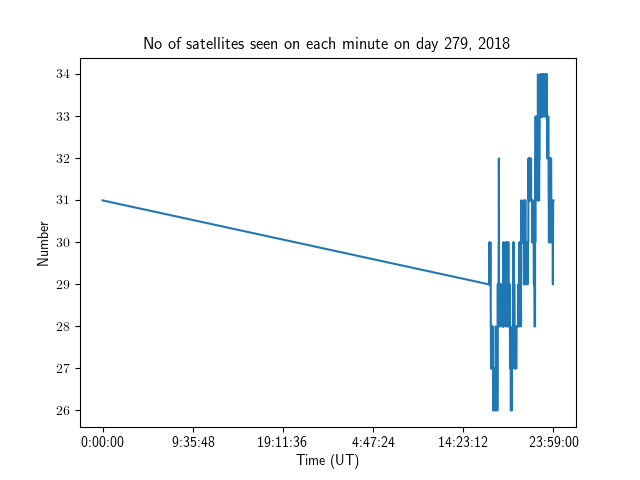 No of satellites seen on each minute on day 279, 2018
34
33
32
31
30
29
28
27
26
Number
0:00:00 9:35:48 19:11:36 4:47:24 14:23:12 23:59:00
Time (UT)